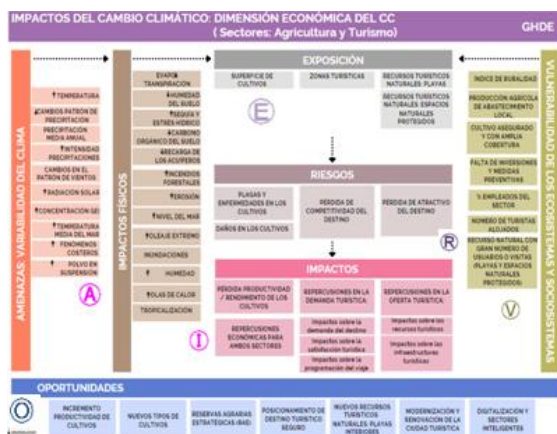 IMPACTOS DEL CAMBIO CLIMÁTICO: DIMENSIÓN ECONÓMICA DEL CC
( Sectores: Agricultura y Turismo)
GHDE
AMENAZAS: VARIABILIDAD DEL CLIMA
↑TEMPERATURA
CAMBIOS PATRÓN DE
PRECIPITACIÓN
PRECIPITACIÓN
MEDIA ANUAL
↑INTENSIDAD
PRECIPITACIONES
CAMBIOS EN EL
PATRÓN DE VIENTOS
↑RADIACIÓN SOLAR
↑CONCENTRACIÓN GEI
↑TEMPERATURA
MEDIA DEL MAR
↑FENÓMENOS
COSTEROS
↑POLVO EN
SUSPENSIÓN
A
IMPACTOS FÍSICOS
EVAPO
TRANSPIRACIÓN
↓HUMEDAD
DEL SUELO
↑SEQUÍA Y
ESTRÉS HÍDRICO
↓CARBONO
ORGÁNICO DEL SUELO
↓RECARGA DE
LOS ACUÍFEROS
↑INCENDIOS
FORESTALES
↑EROSIÓN
↑NIVEL DEL MAR
↑OLEAJE EXTREMO
INUNDACIONES
↑ HUMEDAD
↑OLAS DE CALOR
TROPICALIZACIÓN
I
EXPOSICIÓN
SUPERFICIE DE
CULTIVOS
ZONAS TURÍSTICAS
RECURSOS TURÍSTICOS
NATURALES: PLAYAS
RECURSOS TURÍSTICOS
NATURALES: ESPACIOS
NATURALES
PROTEGIDOS
E
RIESGOS
PLAGAS Y
ENFERMEDADES EN LOS
CULTIVOS
DAÑOS EN LOS CULTIVOS
PÉRDIDA DE
COMPETITIVIDAD DEL
DESTINO
PÉRDIDA DE
ATRACTIVO DEL
DESTINO
R
IMPACTOS
PÉRDIDA PRODUCTIVIDAD
/ RENDIMIENTO DE LOS
CULTIVOS
REPERCUSIONES
ECONÓMICAS PARA
AMBOS SECTORES
REPERCUSIONES EN LA
DEMANDA TURÍSTICA:
Impactos sobre la
demanda del destino
Impactos sobre la
satisfacción turística
Impactos sobre la
programación del viaje
REPERCUSIONES EN LA
OFERTA TURÍSTICA:
Impactos sobre los
recursos turísticos
Impactos sobre las
infraestructuras
turísticas
VULNERABILIDAD DE LOS ECOSISTEMAS - SOCIOSISTEMAS
ÍNDICE DE RURALIDAD
PRODUCCIÓN AGRÍCOLA
DE ABASTECIMIENTO
LOCAL
CULTIVO ASEGURADO
Y CON AMPLIA
COBERTURA
FALTA DE INVERSIONES
Y MEDIDAS
PREVENTIVAS
% EMPLEADOS DEL
SECTOR
NÚMERO DE TURISTAS
ALOJADOS
RECURSO NATURAL CON
GRAN NÚMERO DE
USUARIOS O VISITAS
(PLAYAS Y ESPACIOS
NATURALES
PROTEGIDOS)
V
OPORTUNIDADES
O
INCREMENTO
PRODUCTIVIDAD DE
CULTIVOS
NUEVOS TIPOS DE
CULTIVOS
RESERVAS AGRARIAS
ESTRATÉGICAS (RAE)
POSICIONAMIENTO DE
DESTINO TURÍSTICO
SEGURO
NUEVOS RECURSOS
TURÍSTICOS
NATURALES: PLAYAS
INTERIORES
MODERNIZACIÓN Y
RENOVACIÓN DE LA
CIUDAD TURÍSTICA
DIGITALIZACIÓN Y
SECTORES
INTELIGENTES